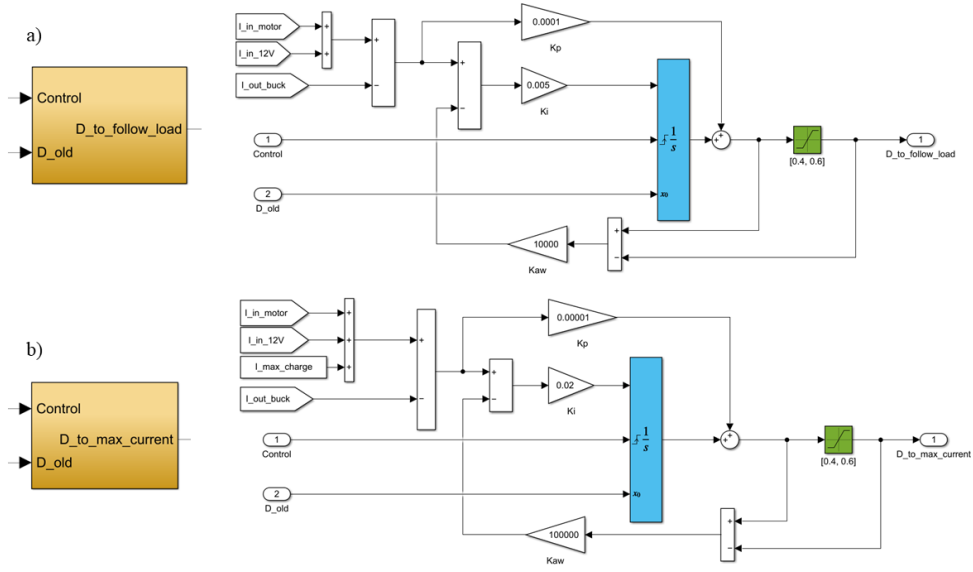 a)
Control
D_to_follow_load
D_old
I_in_motor
+
I_in_12V
+
I_out_buck
+
−
+
−
0.0001
Kp
0.005
Ki
1
Control
2
D_old
1
s
x0
+
+
[0.4, 0.6]
1
D_to_follow_load
10000
Kaw
+
−
b)
Control
D_to_max_current
D_old
I_in_motor
+
I_in_12V
+
I_max_charge
+
I_out_buck
+
−
+
−
0.00001
Kp
0.02
Ki
1
Control
2
D_old
1
s
x0
+
+
[0.4, 0.6]
1
D_to_max_current
100000
Kaw
+
−